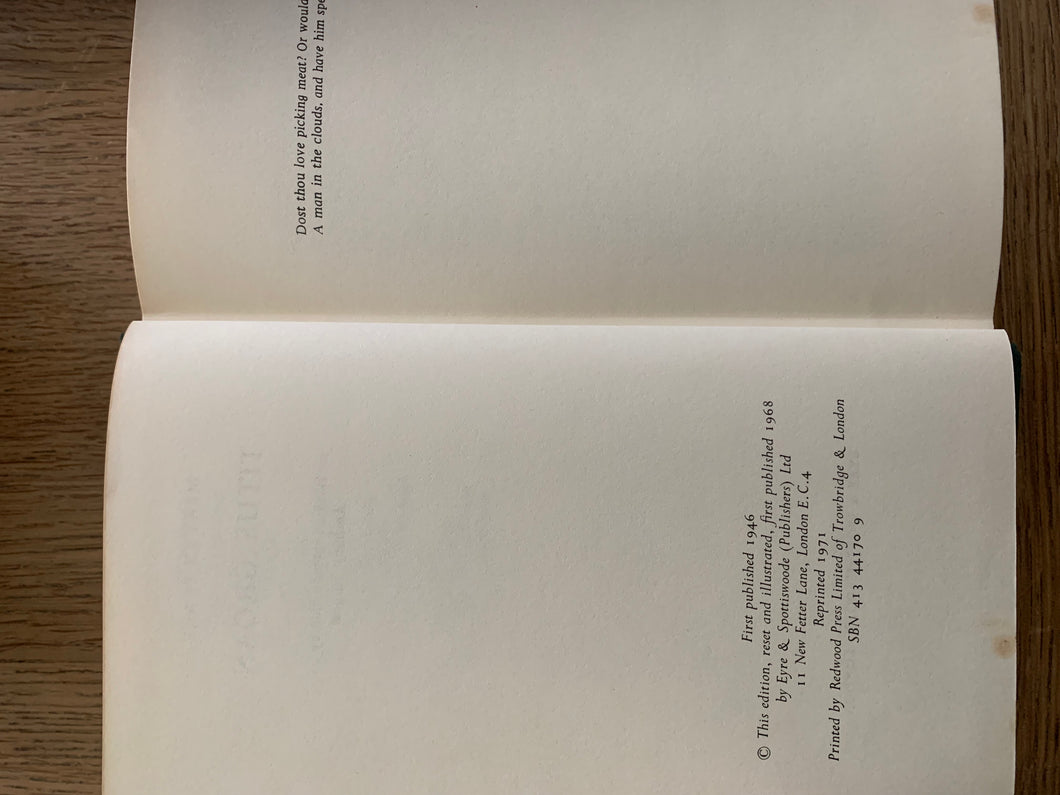 First published 1946
© This edition, reset and illustrated, first published 1968
by Eyre & Spottiswoode (Publishers) Ltd
11 New Fetter Lane, London E.C.4
Reprinted 1971
Printed by Redwood Press Limited of Trowbridge & London
SBN 413 44170 9
Dost thou love picking meat? Or would
A man in the clouds, and have him spe